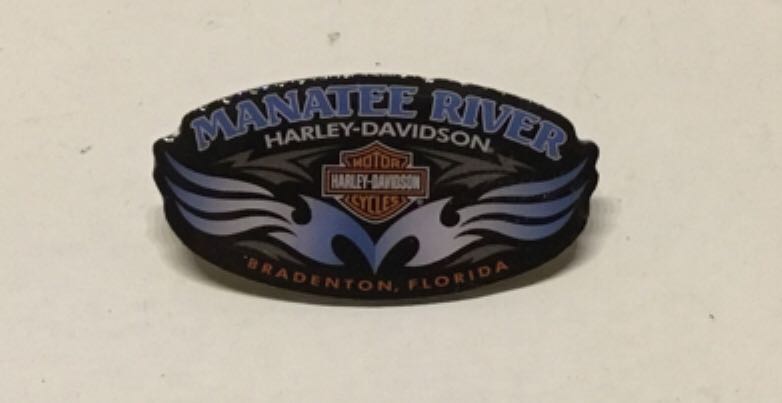 MANATEE RIVER
HARLEY-DAVIDSON
MOTOR
HARLEY-DAVIDSON
CYCLES
BRADENTON, FLORIDA